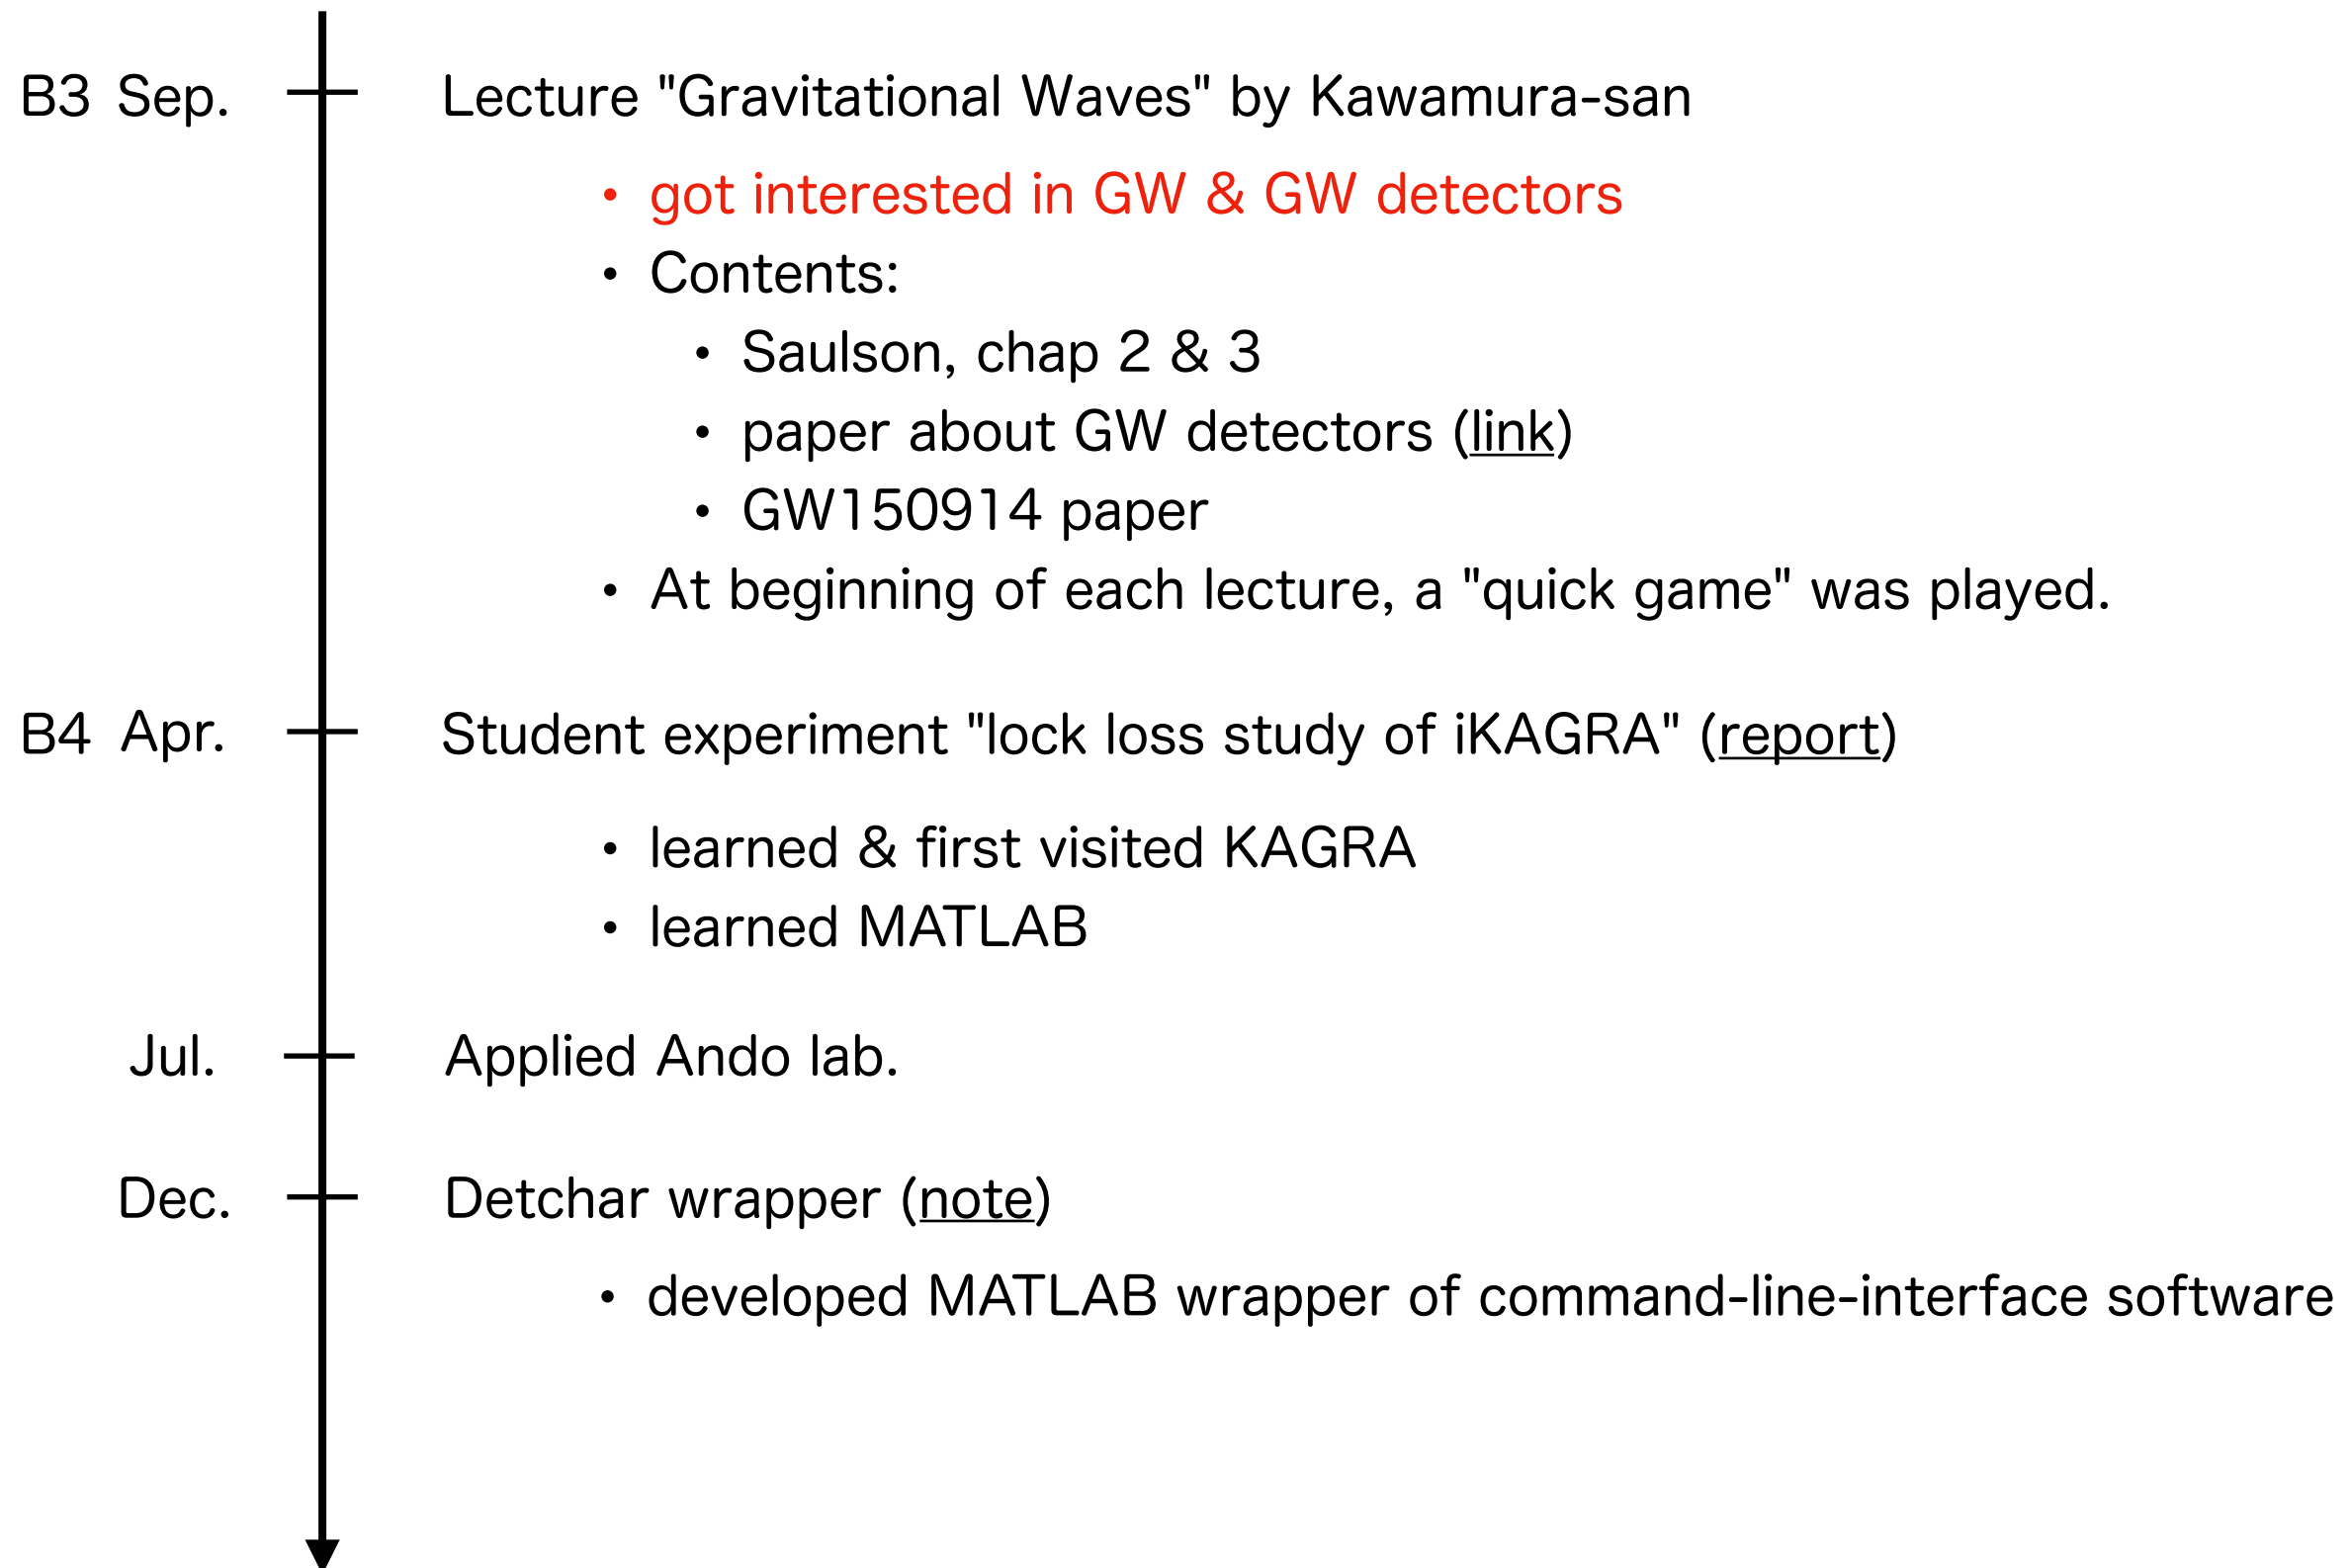 B3 Sep. Lecture "Gravitational Waves" by Kawamura-san
• got interested in GW & GW detectors
• Contents:
• Saulson, chap 2 & 3
• paper about GW detectors (link)
• GW150914 paper
• At beginning of each lecture, a "quick game" was played.
B4 Apr. Student experiment "lock loss study of iKAGRA" (report)
• learned & first visited KAGRA
• learned MATLAB
Jul. Applied Ando lab.
Dec. Detchar wrapper (note)
• developed MATLAB wrapper of command-line-interface software